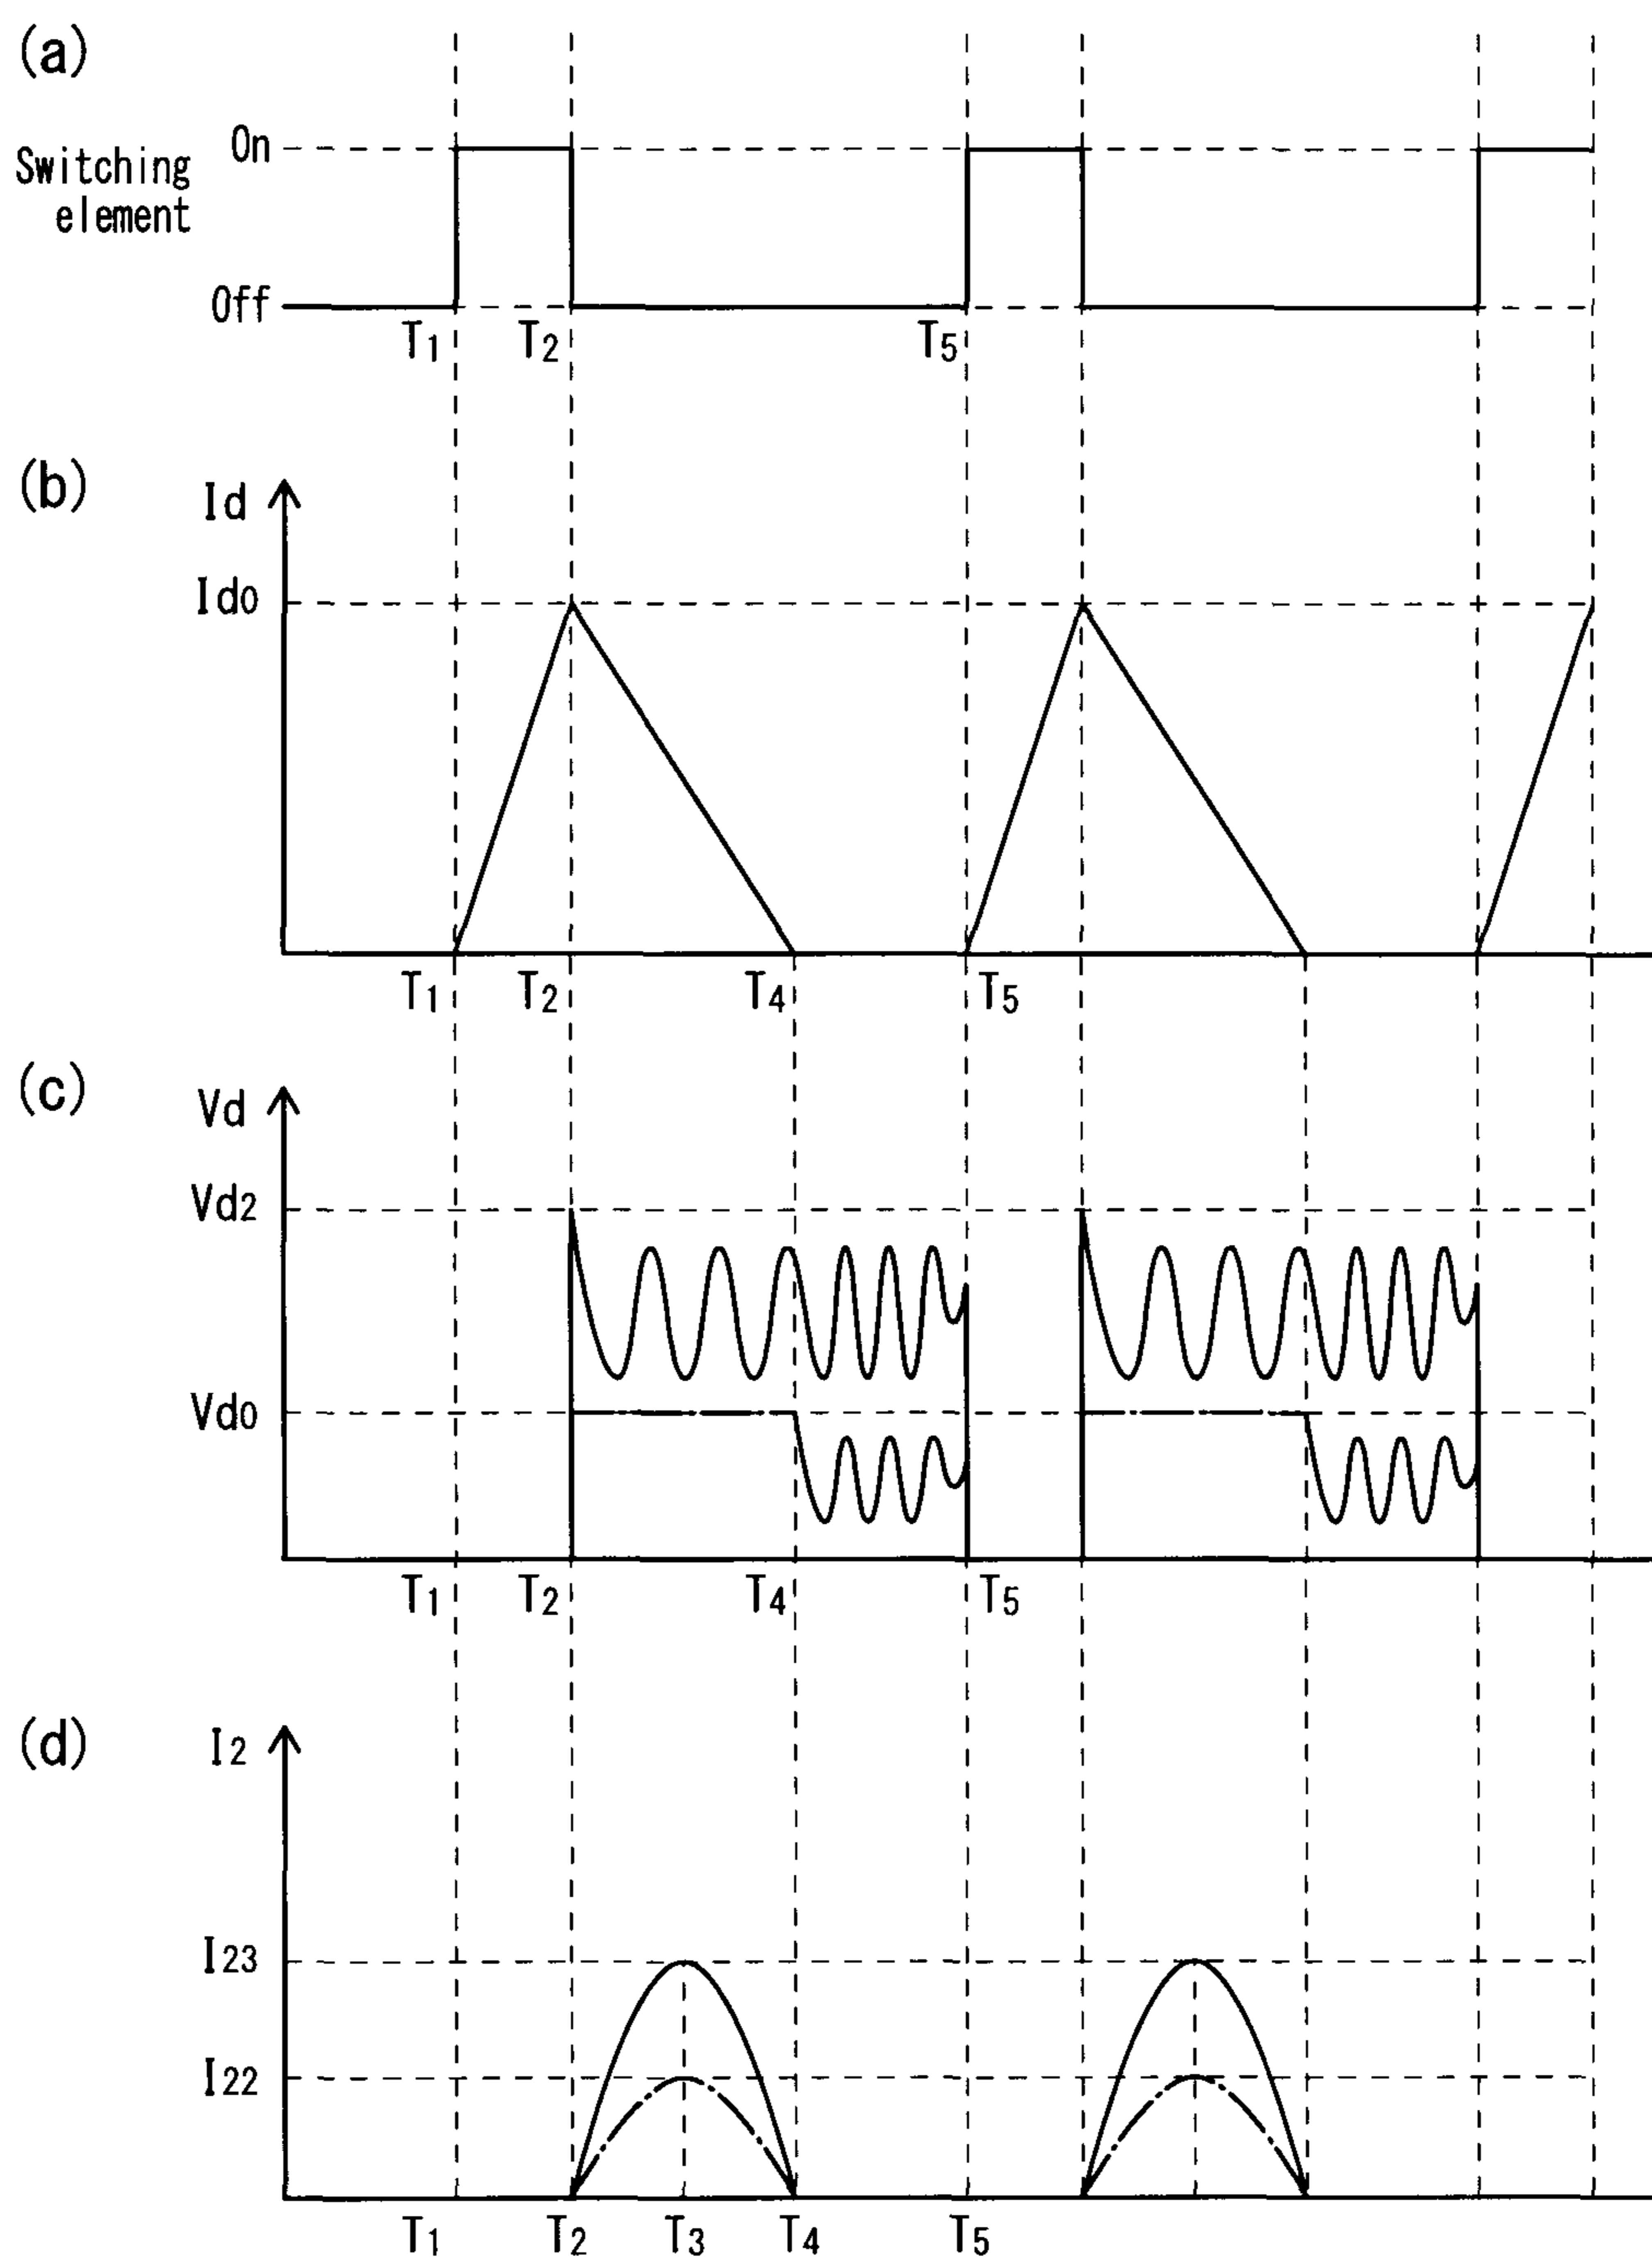 (a)
On
Switching
element
Off
T1 T2 T5
(b)
Id
Id0
T1 T2 T4 T5
(c)
Vd
Vd2
Vd0
T1 T2 T4 T5
(d)
I2
I23
I22
T1 T2 T3 T4 T5